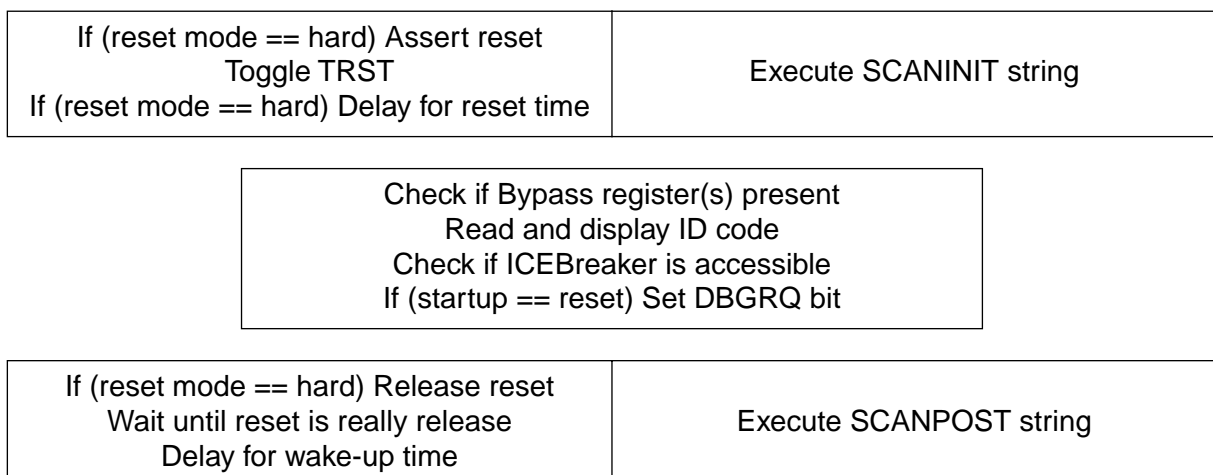 If (reset mode == hard) Assert reset
Toggle TRST
If (reset mode == hard) Delay for reset time
Execute SCANINIT string
Check if Bypass register(s) present
Read and display ID code
Check if ICEBreaker is accessible
If (startup == reset) Set DBGRQ bit
If (reset mode == hard) Release reset
Wait until reset is really release
Delay for wake-up time
Execute SCANPOST string